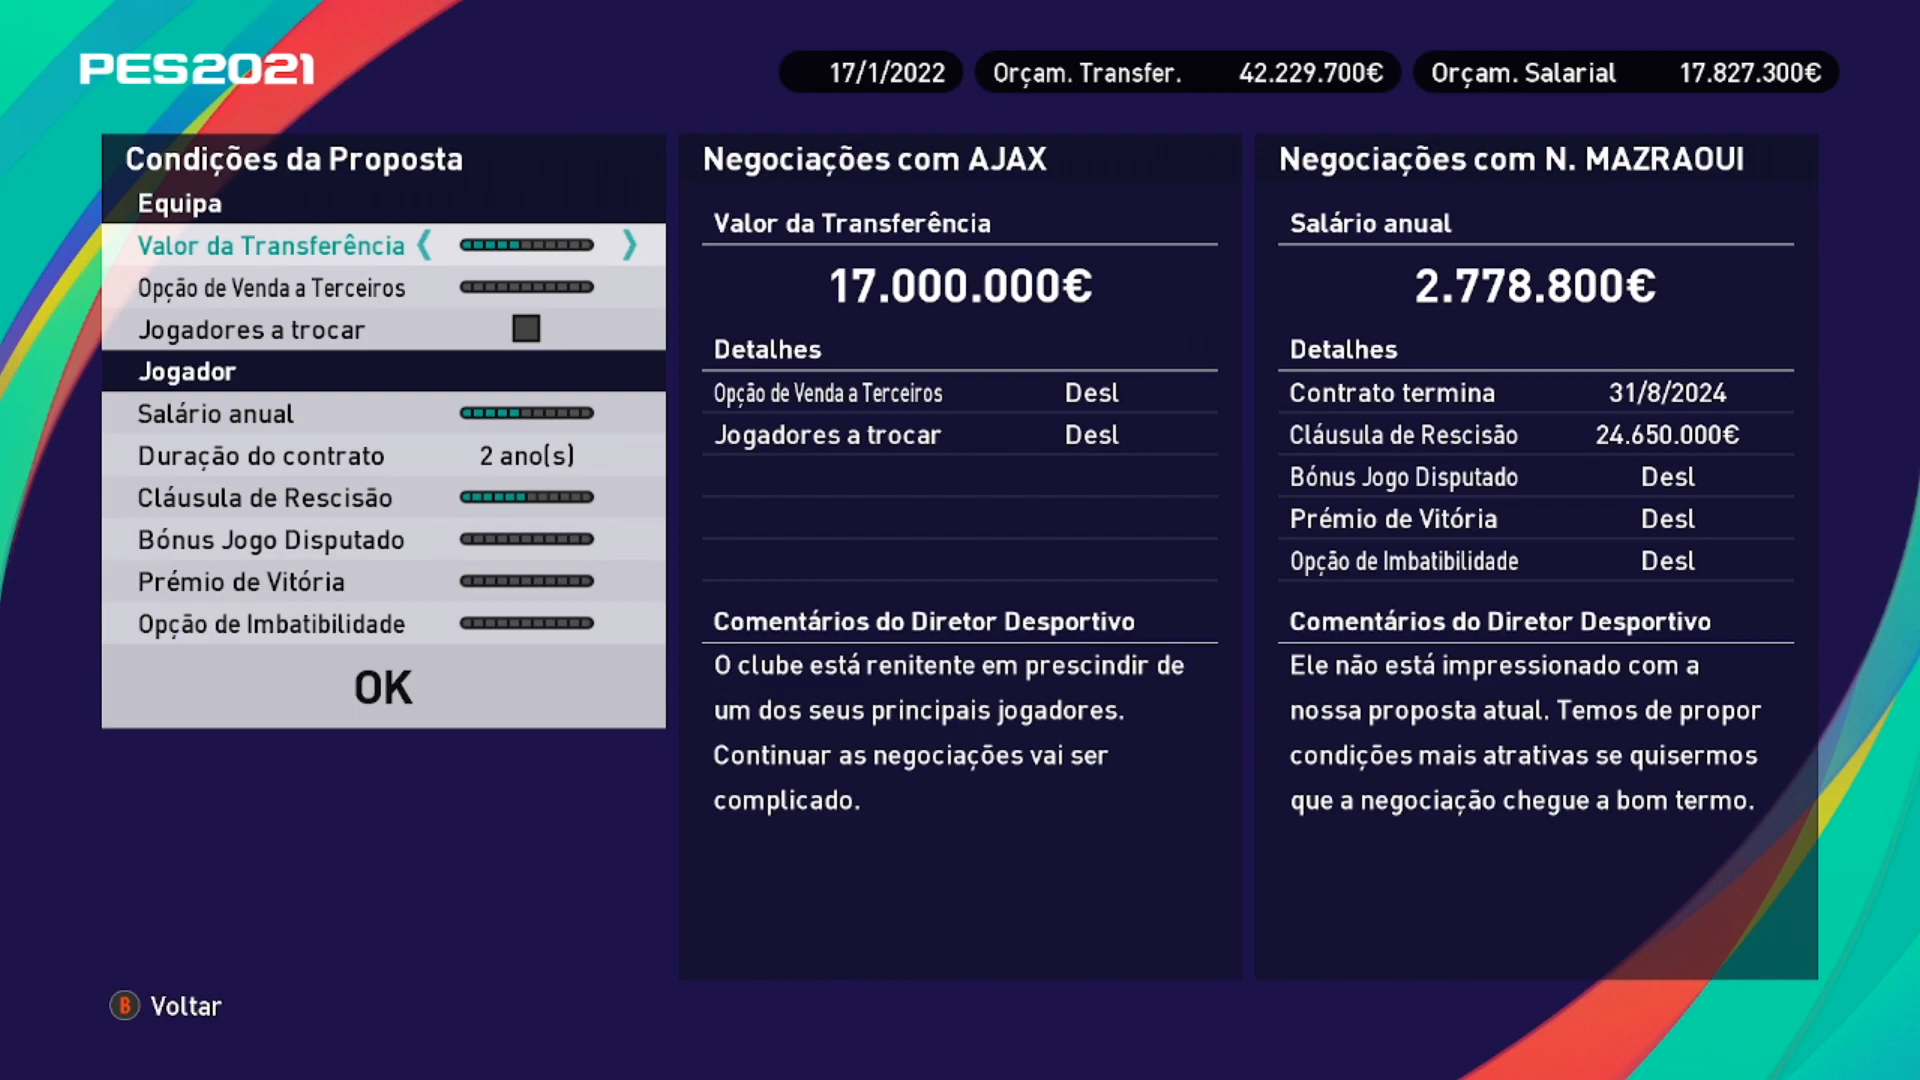 PES2021
17/1/2022
Orçam. Transfer. 42.229.700€
Orçam. Salarial 17.827.300€
Condições da Proposta
Equipa
Valor da Transferência
Opção de Venda a Terceiros
Jogadores a trocar
Jogador
Salário anual
Duração do contrato 2 ano(s)
Cláusula de Rescisão
Bónus Jogo Disputado
Prémio de Vitória
Opção de Imbatibilidade
OK
Negociações com AJAX
Valor da Transferência
17.000.000€
Detalhes
Opção de Venda a Terceiros Desl
Jogadores a trocar Desl
Comentários do Diretor Desportivo
O clube está renitente em prescindir de
um dos seus principais jogadores.
Continuar as negociações vai ser
complicado.
Negociações com N. MAZRAOUI
Salário anual
2.778.800€
Detalhes
Contrato termina 31/8/2024
Cláusula de Rescisão 24.650.000€
Bónus Jogo Disputado Desl
Prémio de Vitória Desl
Opção de Imbatibilidade Desl
Comentários do Diretor Desportivo
Ele não está impressionado com a
nossa proposta atual. Temos de propor
condições mais atrativas se quisermos
que a negociação chegue a bom termo.
B Voltar